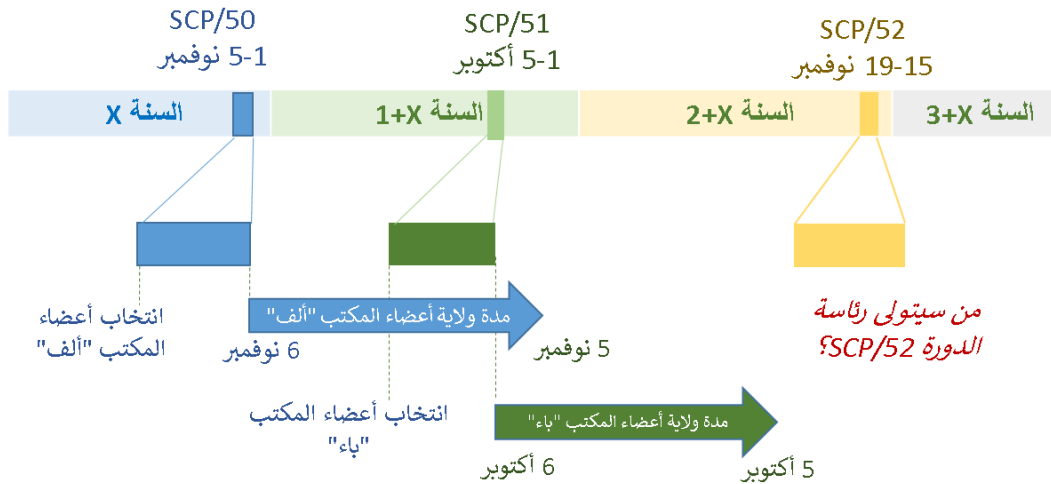 SCP/50
5-1 نوفمبر
SCP/51
5-1 أكتوبر
SCP/52
19-15 نوفمبر
السنة X
السنة X+1
السنة X+2
السنة X+3
انتخاب أعضاء
المكتب "ألف"
مدة ولاية أعضاء المكتب "ألف"
6 نوفمبر
5 نوفمبر
من سيتولى رئاسة
الدورة SCP/52؟
انتخاب أعضاء المكتب
"باء"
مدة ولاية أعضاء المكتب "باء"
6 أكتوبر
5 أكتوبر